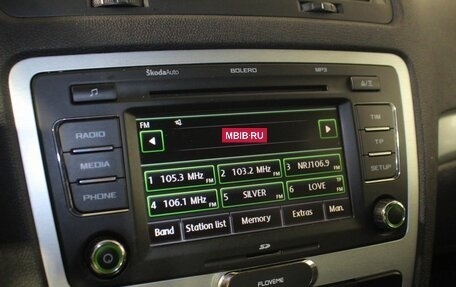 ŠkodaAuto BOLERO MP3
TIM
RADIO
FM
MBIB·RU
TP
MEDIA
SETUP
PHONE
1 105.3 MHz FM
2 103.2 MHz FM
3 NRJ106.9 FM
4 106.1 MHz FM
5 SILVER FM
6 LOVE TP FM
Band Station list Memory Extras Man.
SD
FLOVEME